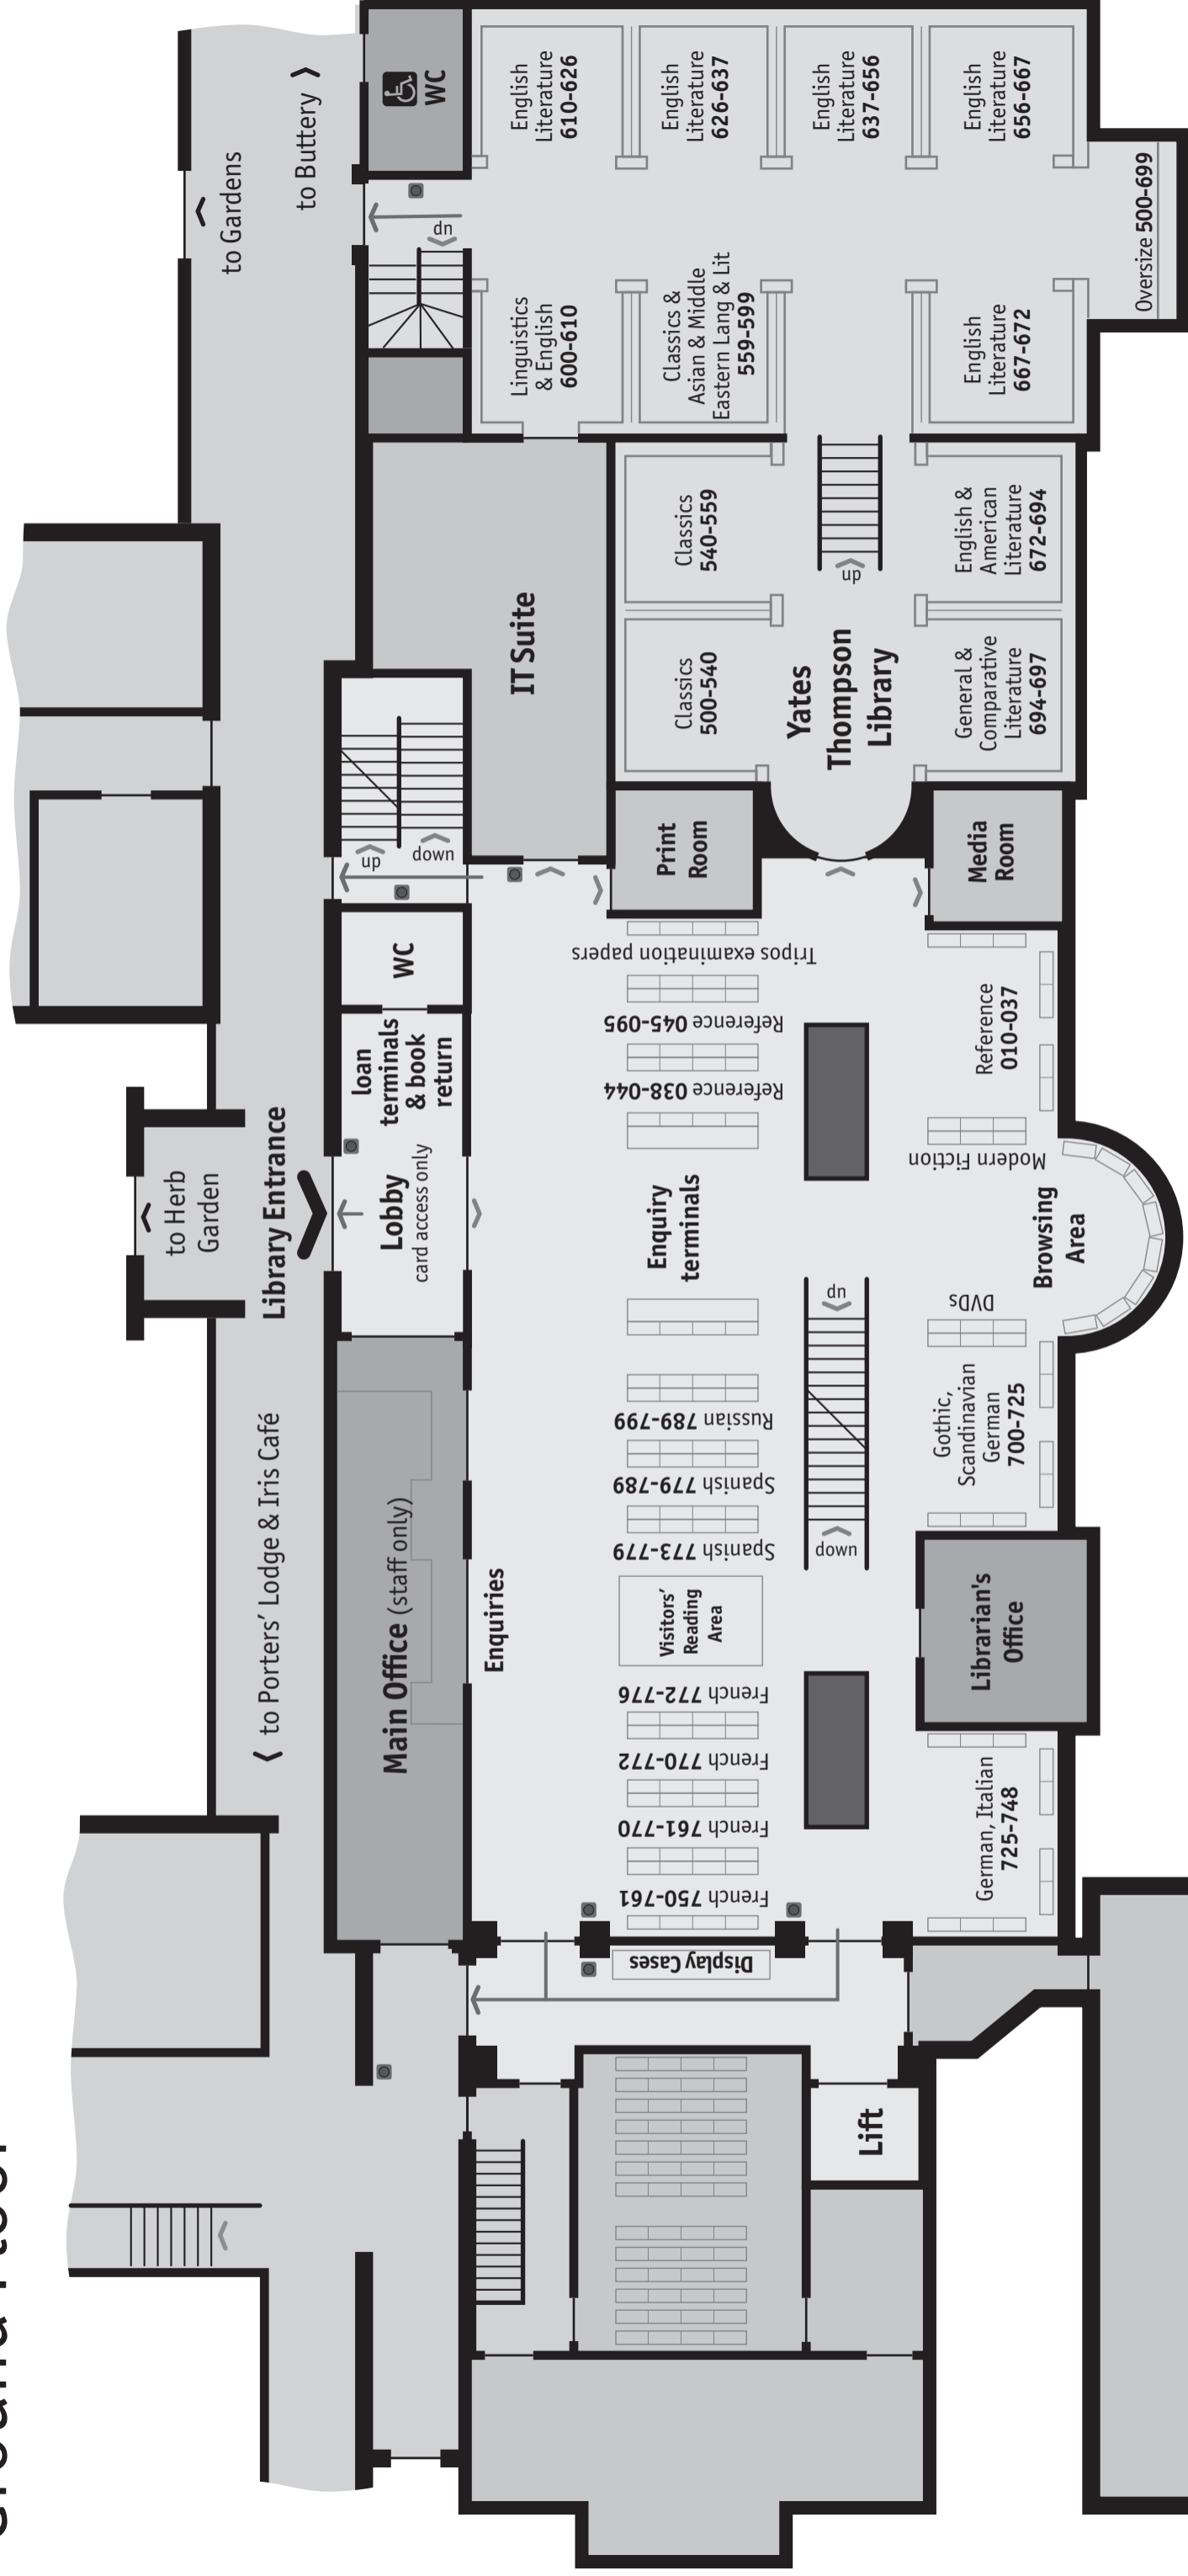 Ground Floor
to Gardens
to Buttery
WC
English
Literature
610-626
English
Literature
626-637
English
Literature
637-656
English
Literature
656-667
Oversize 500-699
up
Linguistics
& English
600-610
Classics &
Asian & Middle
Eastern Lang & Lit
559-599
English
Literature
667-672
IT Suite
Classics
540-559
up
English &
American
Literature
672-694
Classics
500-540
Yates
Thompson
Library
General &
Comparative
Literature
694-697
up
down
Print
Room
Media
Room
WC
Tripos examination papers
Reference 045-095
Reference 038-044
Reference
010-037
Modern Fiction
loan
terminals
& book
return
Lobby
card access only
to Herb
Garden
Library Entrance
Enquiry
terminals
Browsing
Area
DVDs
up
down
Gothic,
Scandinavian
German
700-725
Russian 789-799
Spanish 779-789
Spanish 773-779
to Porters' Lodge & Iris Café
Main Office (staff only)
Enquiries
Visitors'
Reading
Area
Librarian's
Office
French 772-776
French 770-772
French 761-770
French 750-761
German, Italian
725-748
Display Cases
Lift